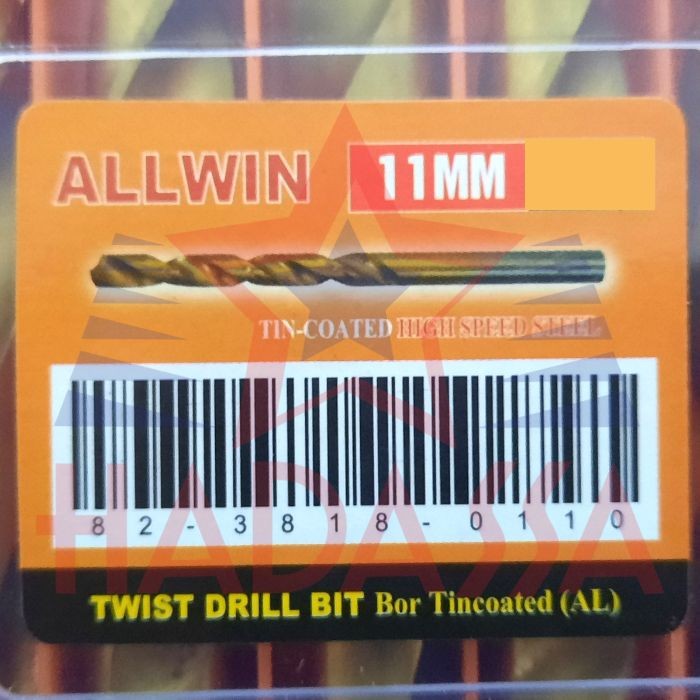 ALLWIN 11MM
TIN-COATED HIGH SPEED STEEL
82-3818-0110
HADASSA
TWIST DRILL BIT Bor Tincoated (AL)